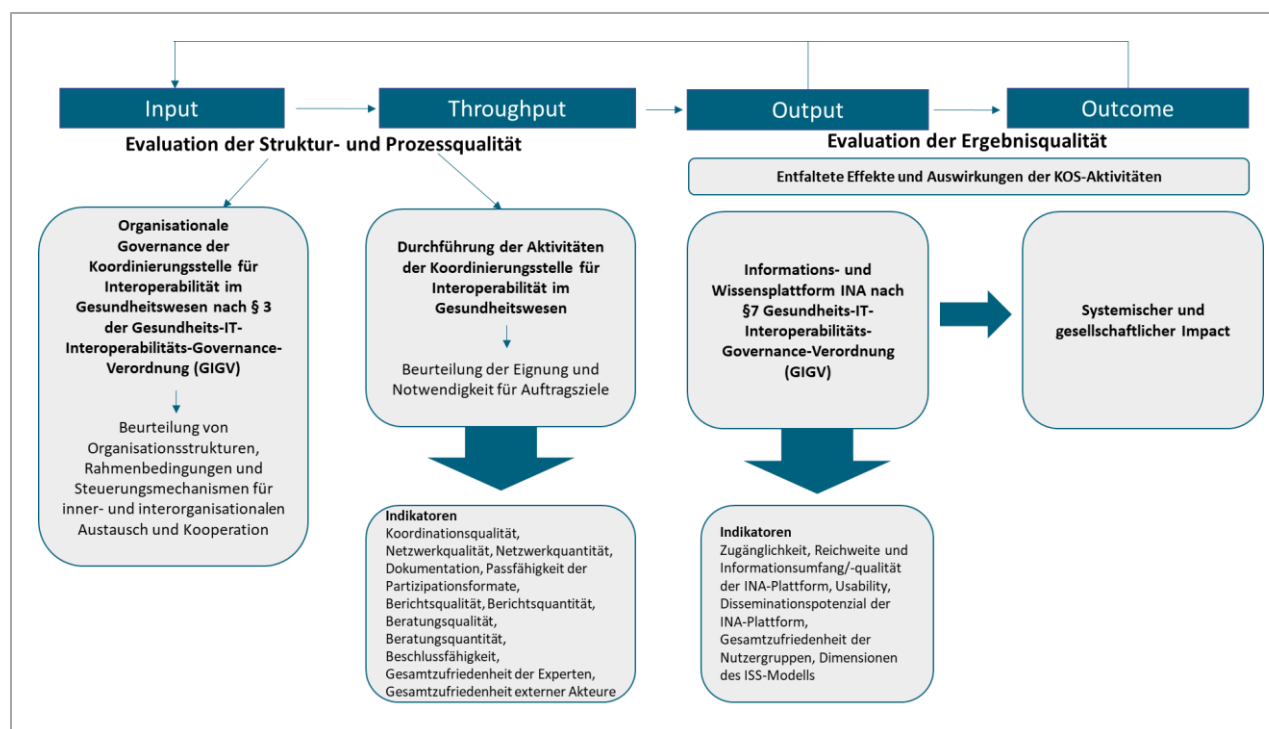 Input
Throughput
Output
Outcome
Evaluation der Struktur- und Prozessqualität
Evaluation der Ergebnisqualität
Entfaltete Effekte und Auswirkungen der KOS-Aktivitäten
Organisationale
Governance der
Koordinierungsstelle für
Interoperabilität im
Gesundheitswesen nach § 3
der Gesundheits-IT-
Interoperabilitäts-Governance-
Verordnung (GIGV)
Beurteilung von
Organisationsstrukturen,
Rahmenbedingungen und
Steuerungsmechanismen für
inner- und interorganisationalen
Austausch und Kooperation
Durchführung der Aktivitäten
der Koordinierungsstelle für
Interoperabilität im
Gesundheitswesen
Beurteilung der Eignung und
Notwendigkeit für Auftragsziele
Indikatoren
Koordinationsqualität,
Netzwerkqualität, Netzwerkquantität,
Dokumentation, Passfähigkeit der
Partizipationsformate,
Berichtsqualität, Berichtsquantität,
Beratungsqualität,
Beratungsquantität,
Beschlussfähigkeit,
Gesamtzufriedenheit der Experten,
Gesamtzufriedenheit externer Akteure
Informations- und
Wissensplattform INA nach
§7 Gesundheits-IT-
Interoperabilitäts-
Governance-Verordnung
(GIGV)
Indikatoren
Zugänglichkeit, Reichweite und
Informationsumfang/-qualität
der INA-Plattform, Usability,
Disseminationspotenzial der
INA-Plattform,
Gesamtzufriedenheit der
Nutzergruppen, Dimensionen
des ISS-Modells
Systemischer und
gesellschaftlicher Impact